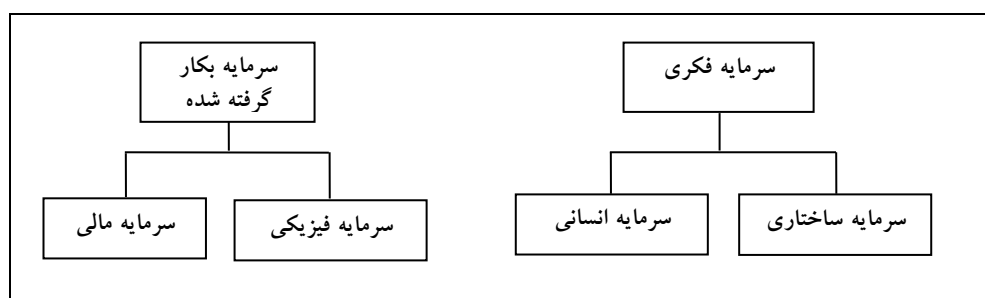 سرمایه فکری
سرمایه ساختاری
سرمایه انسانی
سرمایه بکار
گرفته شده
سرمایه فیزیکی
سرمایه مالی